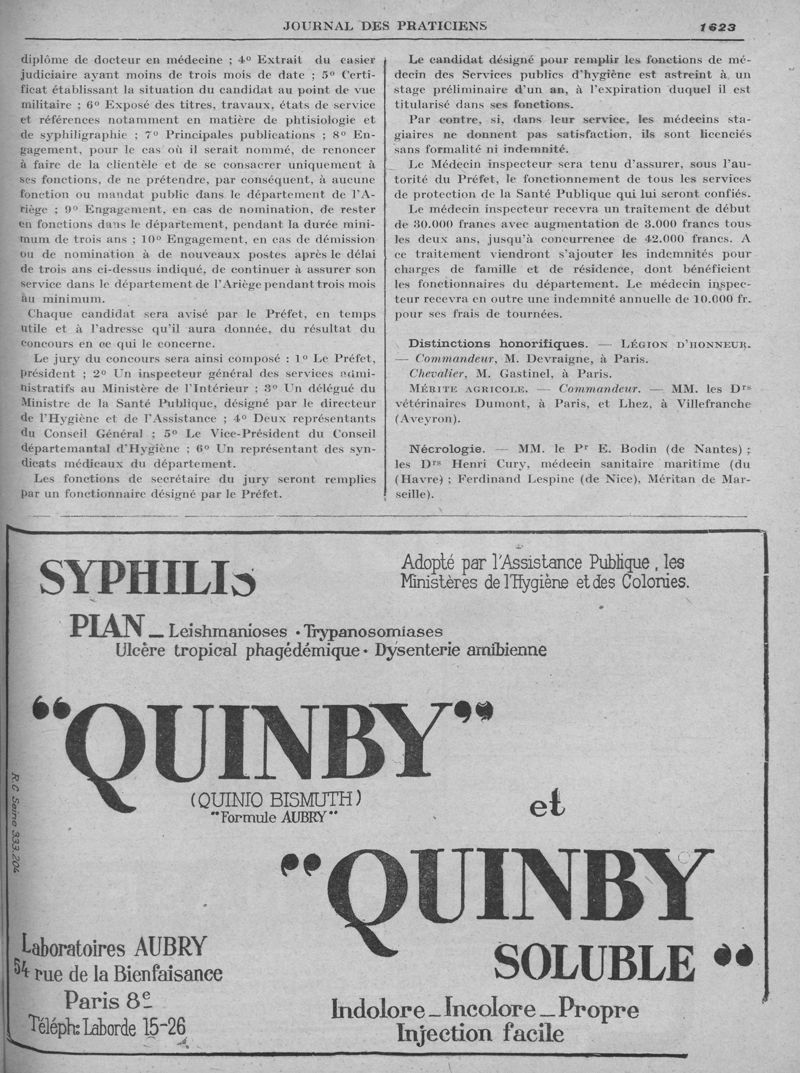 JOURNAL DES PRATICIENS
1623
diplôme de docteur en médecine ; 4º Extrait du casier
judiciaire ayant moins de trois mois de date ; 5º Certi-
ficat établissant la situation du candidat au point de vue
militaire ; 6º Exposé des titres, travaux, états de service
et références notamment en matière de phtisiologie et
de syphiligraphie ; 7º Principales publications ; 8º En-
gagement, pour le cas où il serait nommé, de renoncer
à faire de la clientèle et de se consacrer uniquement à
ses fonctions, de ne prétendre, par conséquent, à aucune
fonction ou mandat public dans le département de l'A-
riège ; 9º Engagement, en cas de nomination, de rester
en fonctions dans le département, pendant la durée mini-
mum de trois ans ; 10º Engagement, en cas de démission
ou de nomination à de nouveaux postes après le délai
de trois ans ci-dessus indiqué, de continuer à assurer son
service dans le département de l'Ariège pendant trois mois
au minimum.
Chaque candidat sera avisé par le Préfet, en temps
utile et à l'adresse qu'il aura donnée, du résultat du
concours en ce qui le concerne.
Le jury du concours sera ainsi composé : 1º Le Préfet,
président ; 2º Un inspecteur général des services admi-
nistratifs au Ministère de l'Intérieur ; 3º Un délégué du
Ministre de la Santé Publique, désigné par le directeur
de l'Hygiène et de l'Assistance ; 4º Deux représentants
du Conseil Général ; 5º Le Vice-Président du Conseil
départemantal d'Hygiène ; 6º Un représentant des syn-
dicats médicaux du département.
Les fonctions de secrétaire du jury seront remplies
par un fonctionnaire désigné par le Préfet.
Le candidat désigné pour remplir les fonctions de mé-
decin des Services publics d'hygiène est astreint à un
stage préliminaire d'un an, à l'expiration duquel il est
titularisé dans ses fonctions.
Par contre, si, dans leur service, les médecins sta-
giaires ne donnent pas satisfaction, ils sont licenciés
sans formalité ni indemnité.
Le Médecin inspecteur sera tenu d'assurer, sous l'au-
torité du Préfet, le fonctionnement de tous les services
de protection de la Santé Publique qui lui seront confiés.
Le médecin inspecteur recevra un traitement de début
de 30.000 francs avec augmentation de 3.000 francs tous
les deux ans, jusqu'à concurrence de 42.000 francs. A
ce traitement viendront s'ajouter les indemnités pour
charges de famille et de résidence, dont bénéficient
les fonctionnaires du département. Le médecin inspec-
teur recevra en outre une indemnité annuelle de 10.000 fr.
pour ses frais de tournées.
Distinctions honorifiques. — LÉGION D'HONNEUR.
— Commandeur, M. Devraigne, à Paris.
Chevalier, M. Gastinel, à Paris.
MÉRITE AGRICOLE. — Commandeur. — MM. les Drs
vétérinaires Dumont, à Paris, et Lhez, à Villefranche
(Aveyron).
Nécrologie. — MM. le Pr E. Bodin (de Nantes) ;
les Drs Henri Cury, médecin sanitaire maritime (du
(Havre) ; Ferdinand Lespine (de Nice), Méritan de Mar-
seille).
SYPHILIS
Adopté par l'Assistance Publique, les
Ministères de l'Hygiène et des Colonies.
PIAN — Leishmanioses • Trypanosomiases
Ulcère tropical phagédémique • Dysenterie amibienne
“QUINBY”
(QUINIO BISMUTH)
"Formule AUBRY"
et
“QUINBY
SOLUBLE”
R.C. Seine 333.204
Laboratoires AUBRY
54 rue de la Bienfaisance
Paris 8e
Téléph: Laborde 15-26
Indolore — Incolore — Propre
Injection facile